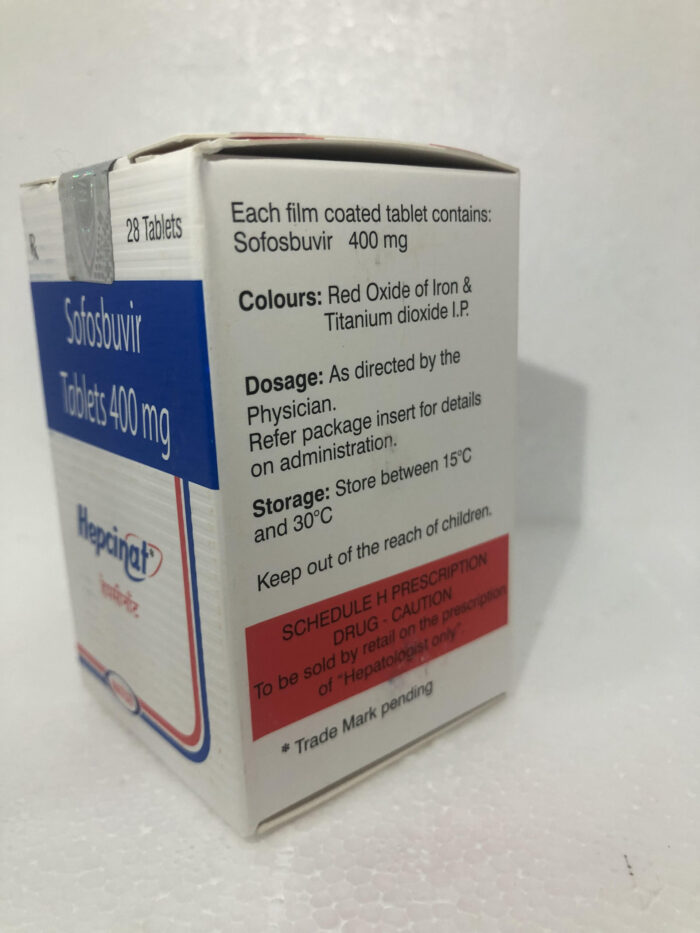 ℞
28 Tablets
Sofosbuvir
Tablets 400 mg
Hepcinat*
हेपसीनेट
Each film coated tablet contains:
Sofosbuvir 400 mg
Colours: Red Oxide of Iron &
Titanium dioxide I.P.
Dosage: As directed by the
Physician.
Refer package insert for details
on administration.
Storage: Store between 15°C
and 30°C
Keep out of the reach of children.
SCHEDULE H PRESCRIPTION
DRUG - CAUTION
To be sold by retail on the prescription
of "Hepatologist only".
* Trade Mark pending